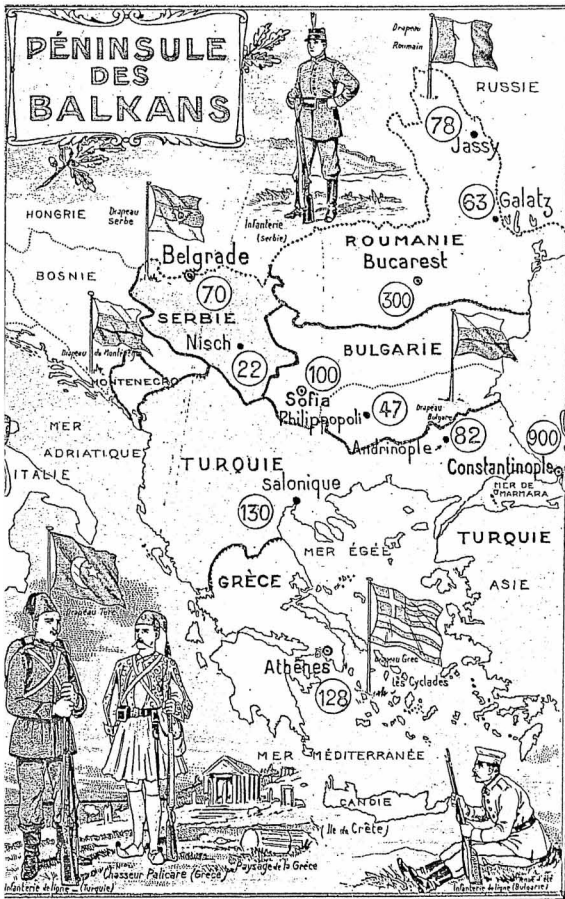 PÉNINSULE
DES
BALKANS
Drapeau
Roumain
RUSSIE
78
Jassy
63
Galatz
HONGRIE
Drapeau
Serbe
Infanterie
(Serbie)
ROUMANIE
Bucarest
300
BOSNIE
Belgrade
70
SERBIE
Nisch
22
BULGARIE
Drapeau du
MONTENEGRO
100
Sofia
Philippopoli
47
Drapeau
Bulgare
Andrinople
82
900
Constantinople
MER DE
MARMARA
MER
ADRIATIQUE
ITALIE
TURQUIE
Salonique
130
MER ÉGÉE
TURQUIE
ASIE
GRÈCE
Drapeau
Drapeau Grec
Les Cyclades
Athènes
128
MER MÉDITERRANÉE
CANDIE
(Ile de Crète)
Chasseur Palicare (Grèce)
Paysage de la Grèce
Infanterie de ligne - (Turquie)
Infanterie de ligne (Bulgarie)